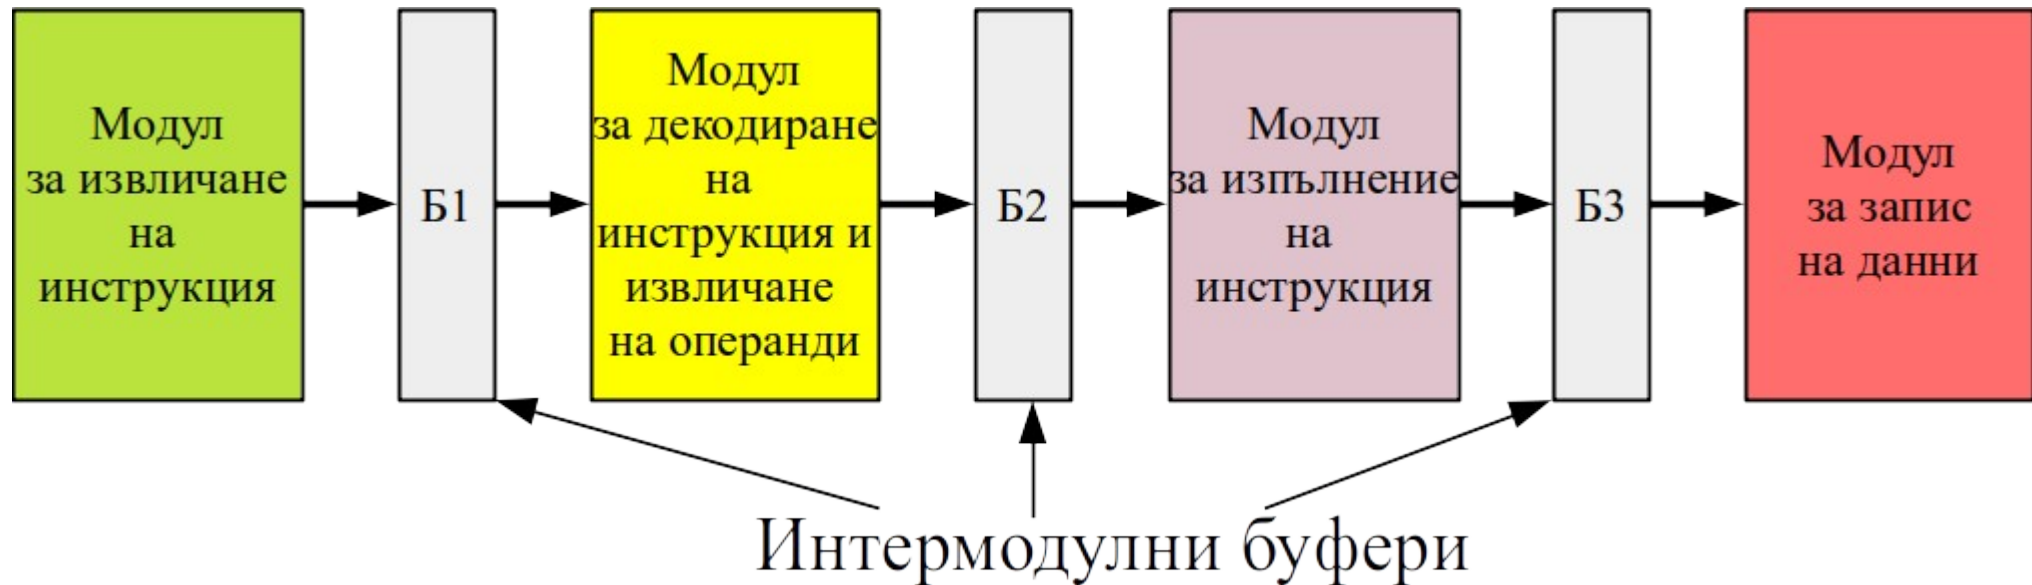 Модул
за извличане
на
инструкция
Б1
Модул
за декодиране
на
инструкция и
извличане
на операнди
Б2
Модул
за изпълнение
на
инструкция
Б3
Модул
за запис
на данни
Интермодулни буфери